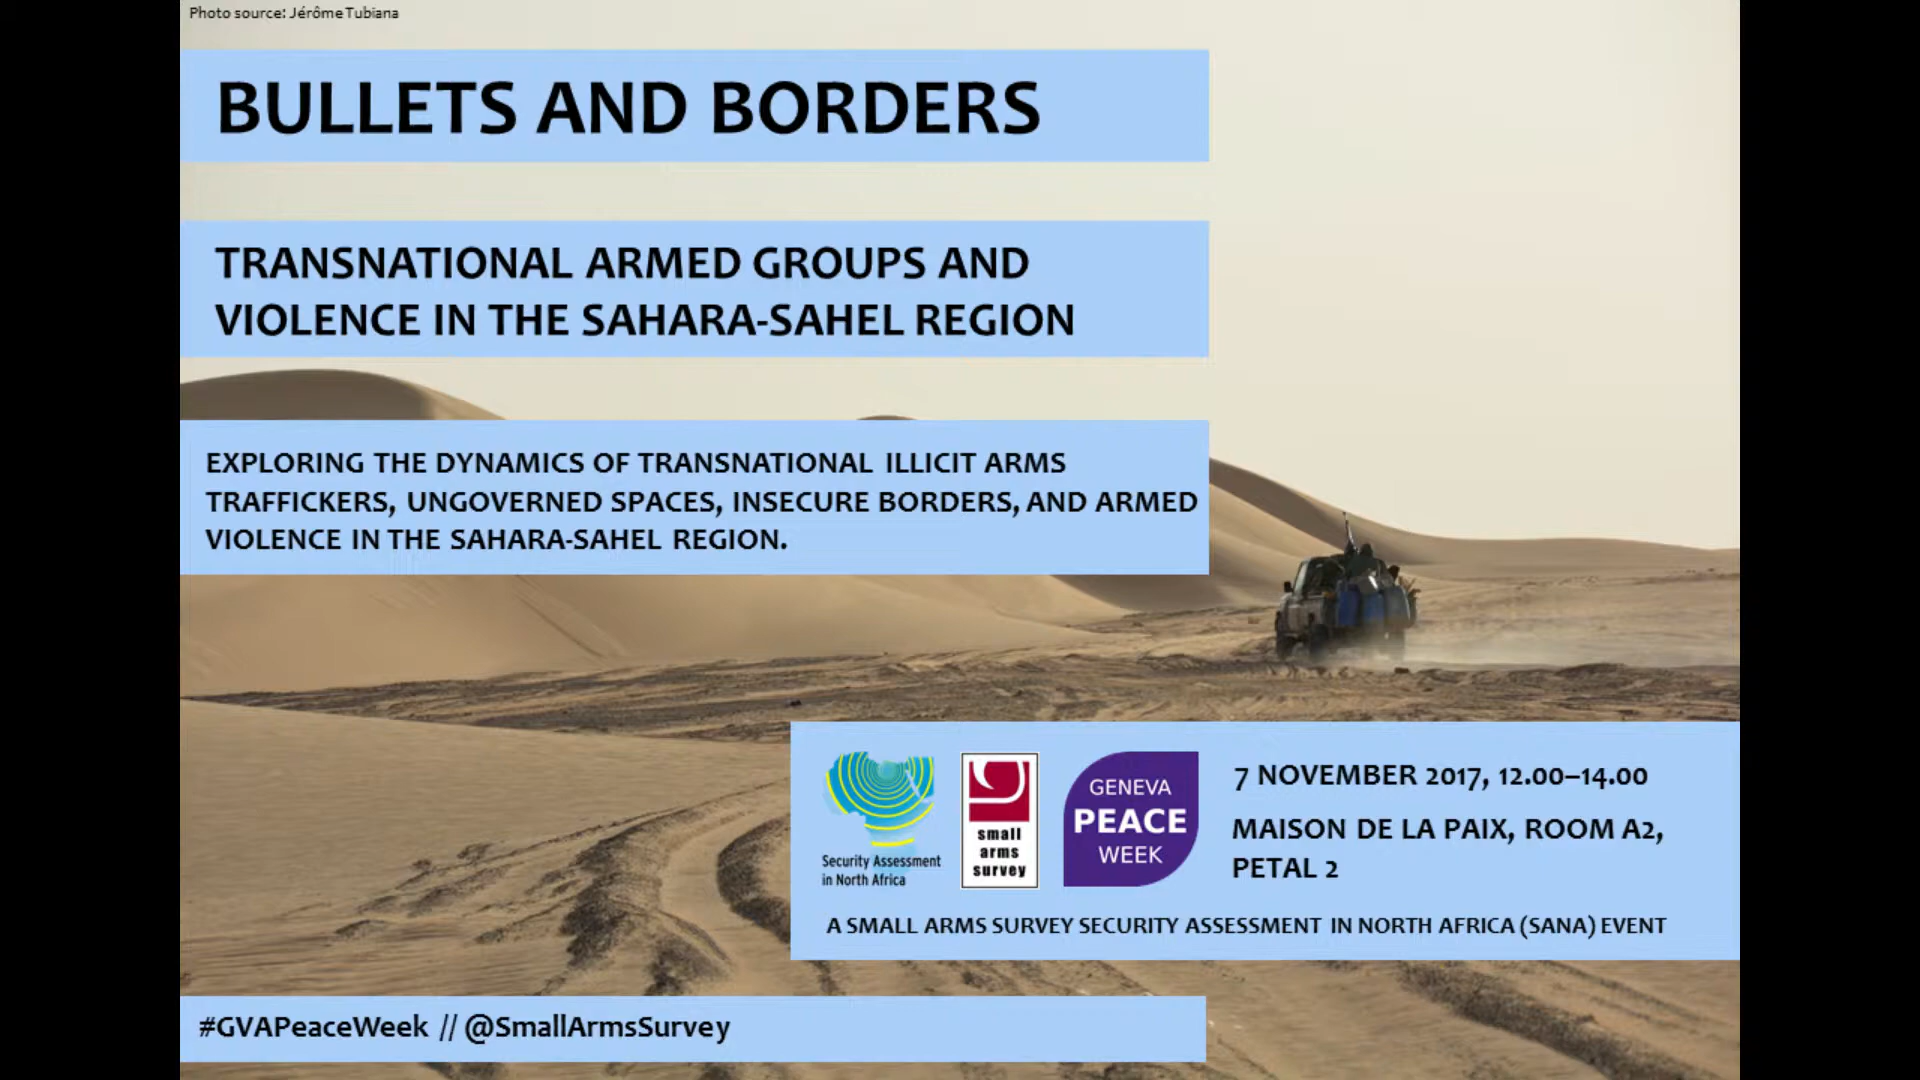 Photo source: Jérôme Tubiana
BULLETS AND BORDERS
TRANSNATIONAL ARMED GROUPS AND
VIOLENCE IN THE SAHARA-SAHEL REGION
EXPLORING THE DYNAMICS OF TRANSNATIONAL ILLICIT ARMS
TRAFFICKERS, UNGOVERNED SPACES, INSECURE BORDERS, AND ARMED
VIOLENCE IN THE SAHARA-SAHEL REGION.
Security Assessment
in North Africa
small
arms
survey
GENEVA
PEACE
WEEK
7 NOVEMBER 2017, 12.00–14.00
MAISON DE LA PAIX, ROOM A2,
PETAL 2
A SMALL ARMS SURVEY SECURITY ASSESSMENT IN NORTH AFRICA (SANA) EVENT
#GVAPeaceWeek // @SmallArmsSurvey